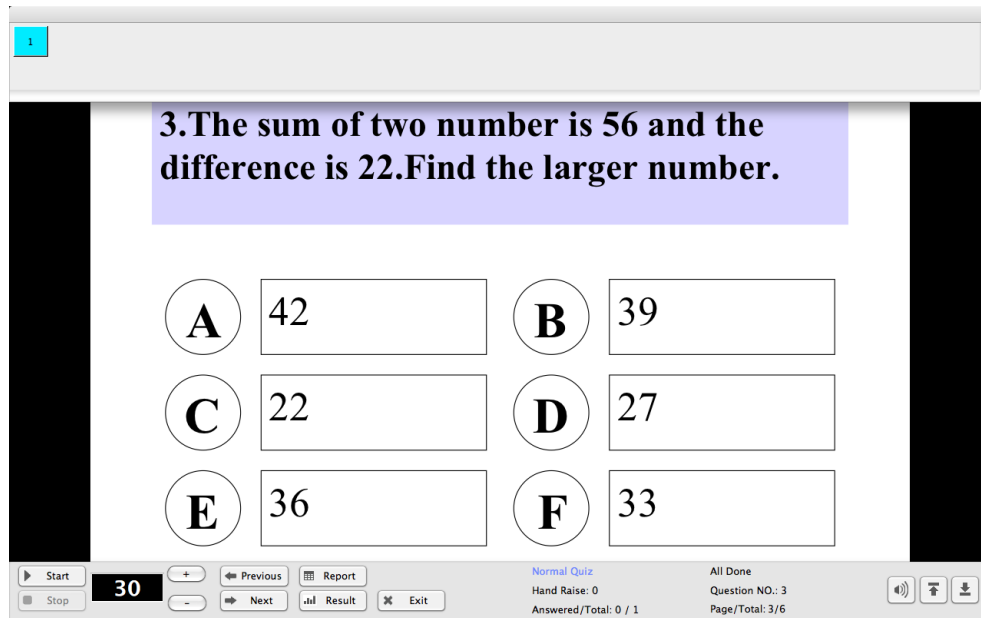 1
3.The sum of two number is 56 and the
difference is 22.Find the larger number.
A 42 B 39
C 22 D 27
E 36 F 33
Start 30 + Previous Report Normal Quiz All Done
Hand Raise: 0 Question NO.: 3
Stop - Next Result Exit Answered/Total: 0 / 1 Page/Total: 3/6